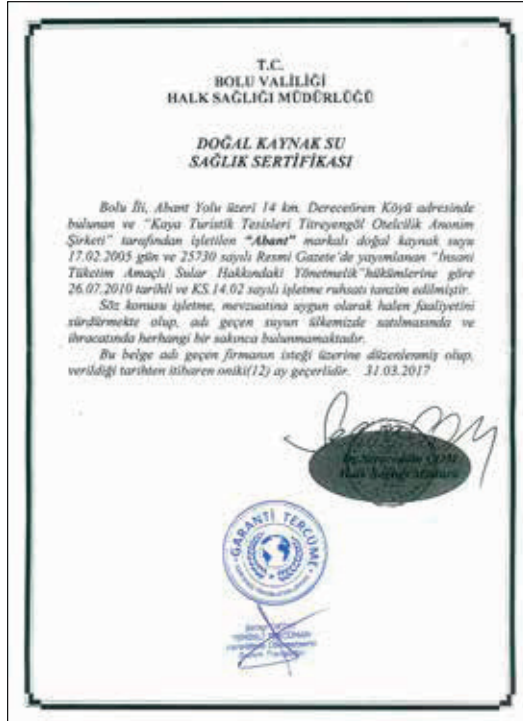 T.C.
BOLU VALİLİĞİ
HALK SAĞLIĞI MÜDÜRLÜĞÜ
DOĞAL KAYNAK SU
SAĞLIK SERTİFİKASI
Bolu İli, Abant Yolu üzeri 14 km. Dereceören Köyü adresinde
bulunan ve "Kaya Turistik Tesisleri Titreyengöl Otelcilik Anonim
Şirketi" tarafından işletilen "Abant" markalı doğal kaynak suyu
17.02.2005 gün ve 25730 sayılı Resmi Gazete'de yayımlanan "İnsani
Tüketim Amaçlı Sular Hakkındaki Yönetmelik"hükümlerine göre
26.07.2010 tarihli ve KS.14.02 sayılı işletme ruhsatı tanzim edilmiştir.
Söz konusu işletme, mevzuatına uygun olarak halen faaliyetini
sürdürmekte olup, adı geçen suyun ülkemizde satılmasında ve
ihracatında herhangi bir sakınca bulunmamaktadır.
Bu belge adı geçen firmanın isteği üzerine düzenlenmiş olup,
verildiği tarihten itibaren oniki(12) ay geçerlidir. 31.03.2017
Halk Sağlığı Müdürü
GARANTİ TERCÜME
YEMİNLİ TERCÜMAN